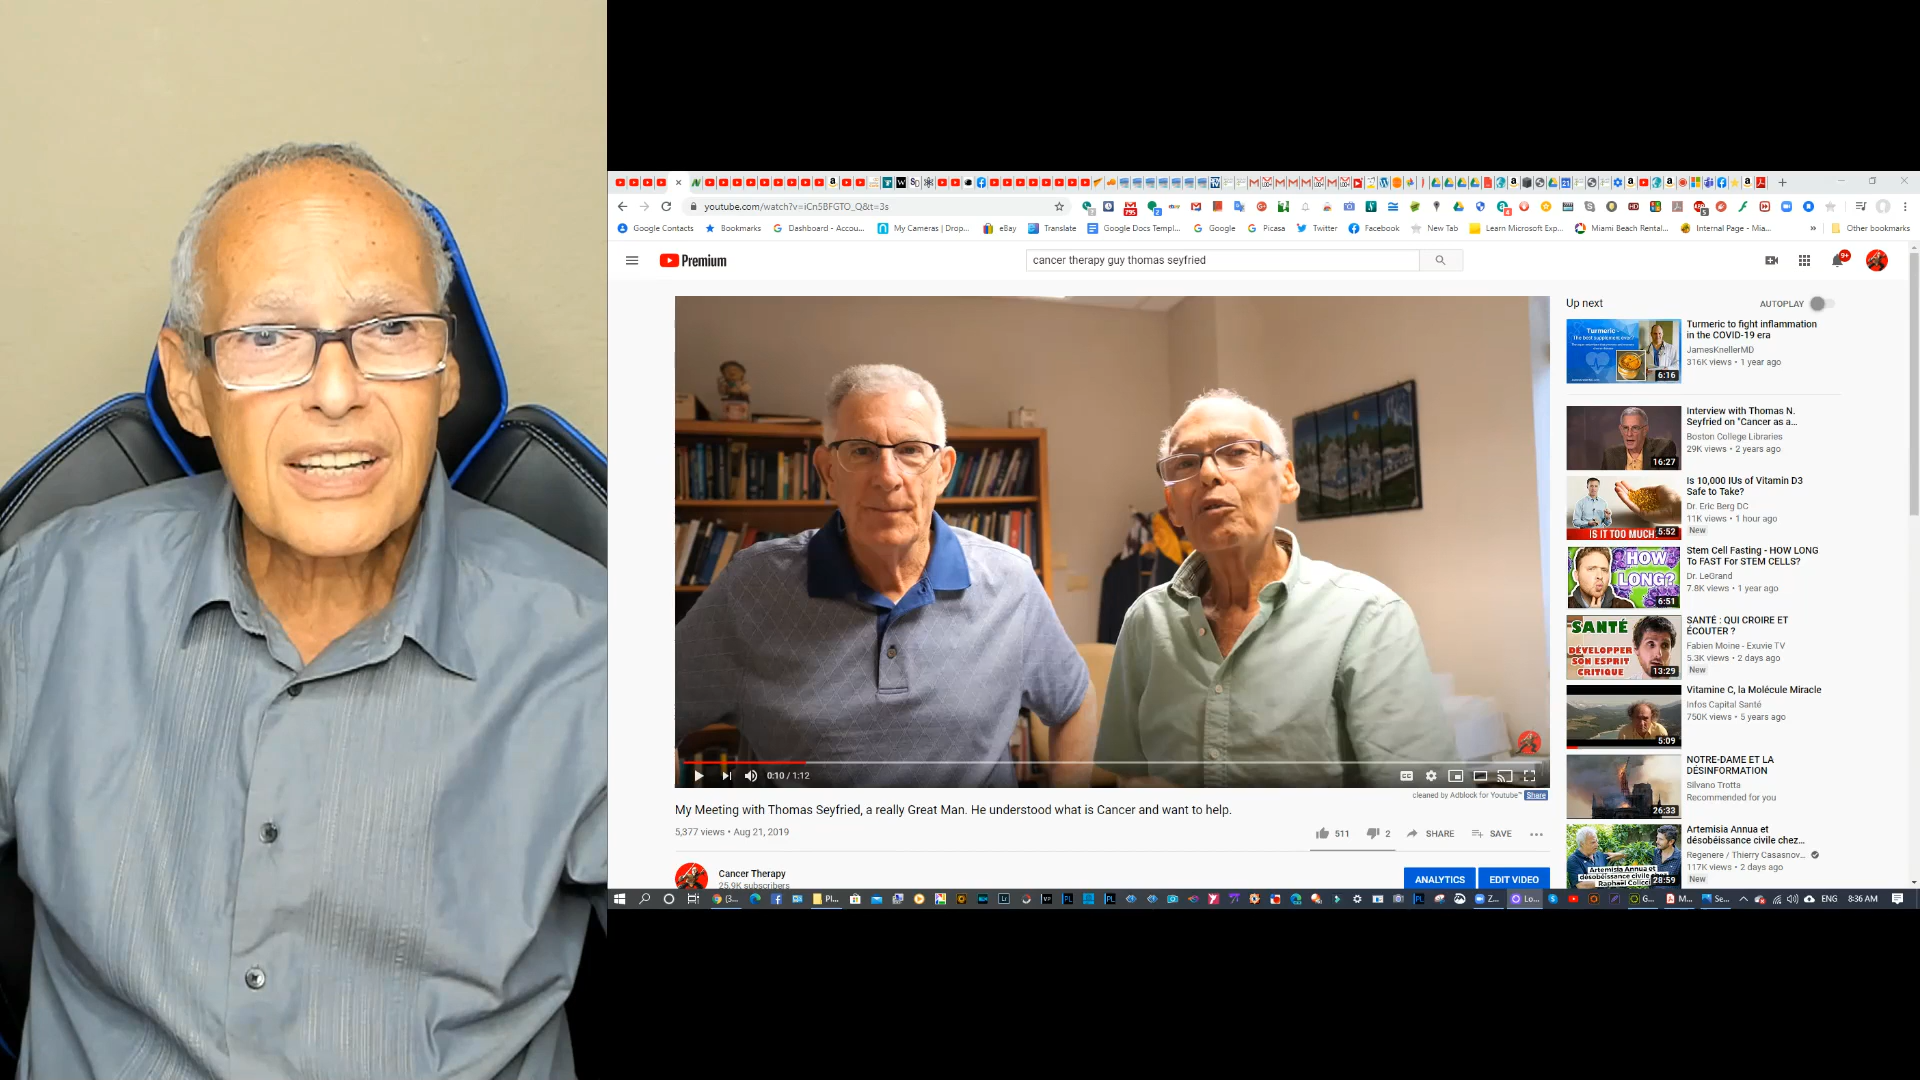 youtube.com/watch?v=iCn5BFGTO_Q&t=3s
Google Contacts
Bookmarks
Dashboard - Accou...
My Cameras | Drop...
eBay
Translate
Google Docs Templ...
Google
Picasa
Twitter
Facebook
New Tab
Learn Microsoft Exp...
Miami Beach Rental...
Internal Page - Mia...
»
Other bookmarks
Premium
cancer therapy guy thomas seyfried
9+
Up next
AUTOPLAY
Turmeric to fight inflammation
in the COVID-19 era
JamesKnellerMD
316K views • 1 year ago
6:16
Interview with Thomas N.
Seyfried on "Cancer as a...
Boston College Libraries
29K views • 2 years ago
16:27
Is 10,000 IUs of Vitamin D3
Safe to Take?
Dr. Eric Berg DC
11K views • 1 hour ago
New
IS IT TOO MUCH
5:52
Stem Cell Fasting - HOW LONG
To FAST For STEM CELLS?
Dr. LeGrand
7.8K views • 1 year ago
HOW
LONG?
6:51
SANTÉ : QUI CROIRE ET
ÉCOUTER ?
Fabien Moine - Exuvie TV
5.3K views • 2 days ago
New
SANTÉ
DÉVELOPPER
SON ESPRIT
CRITIQUE
13:29
Vitamine C, la Molécule Miracle
Infos Capital Santé
750K views • 5 years ago
5:09
NOTRE-DAME ET LA
DÉSINFORMATION
Silvano Trotta
Recommended for you
26:33
Artemisia Annua et
désobéissance civile chez...
Regenere / Thierry Casasnov...
117K views • 2 days ago
New
Artemisia Annua et
désobéissance civile
28:59
0:10 / 1:12
cleaned by Adblock for Youtube™ Share
My Meeting with Thomas Seyfried, a really Great Man. He understood what is Cancer and want to help.
5,377 views • Aug 21, 2019
511
2
SHARE
SAVE
Cancer Therapy
25.9K subscribers
ANALYTICS
EDIT VIDEO
ENG
8:36 AM